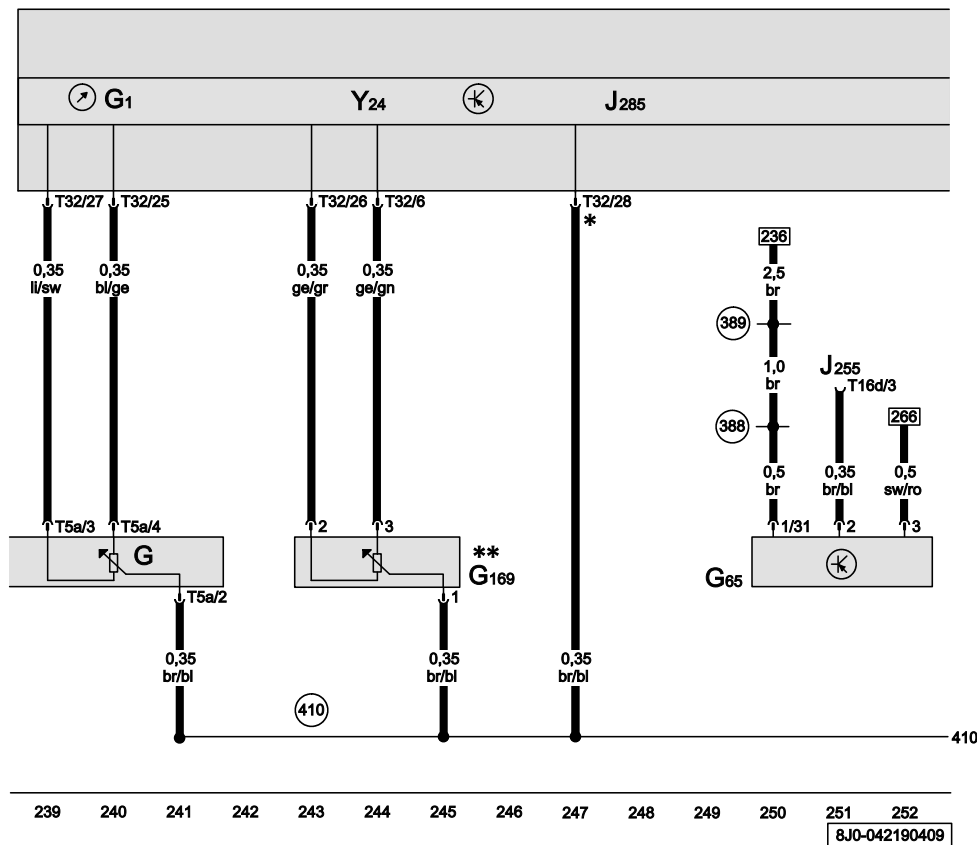 G1 Y24 J285
T32/27 T32/25 T32/26 T32/6 T32/28
*
236
0,35 0,35 0,35 0,35 2,5
li/sw bl/ge ge/gr ge/gn br
389
1,0 J255
br T16d/3
266
388
0,5 0,35 0,5
br br/bl sw/ro
T5a/3 T5a/4 2 3 1/31 2 3
G ** G169 G65
T5a/2 1
0,35 0,35 0,35
br/bl br/bl br/bl
410
410
239 240 241 242 243 244 245 246 247 248 249 250 251 252
8J0-042190409